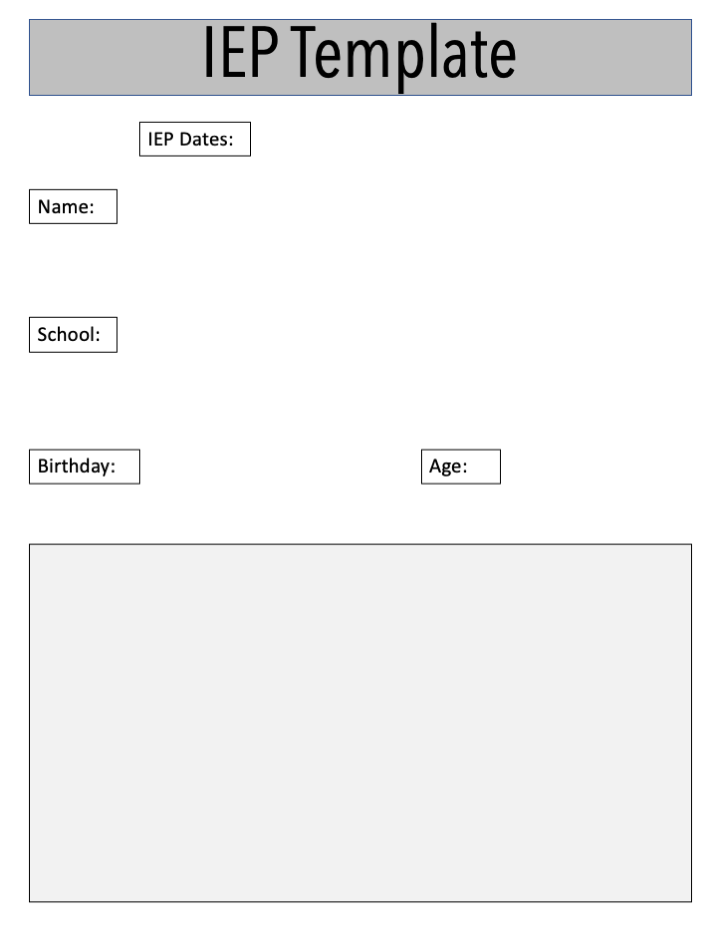 IEP Template
IEP Dates:
Name:
School:
Birthday:
Age: